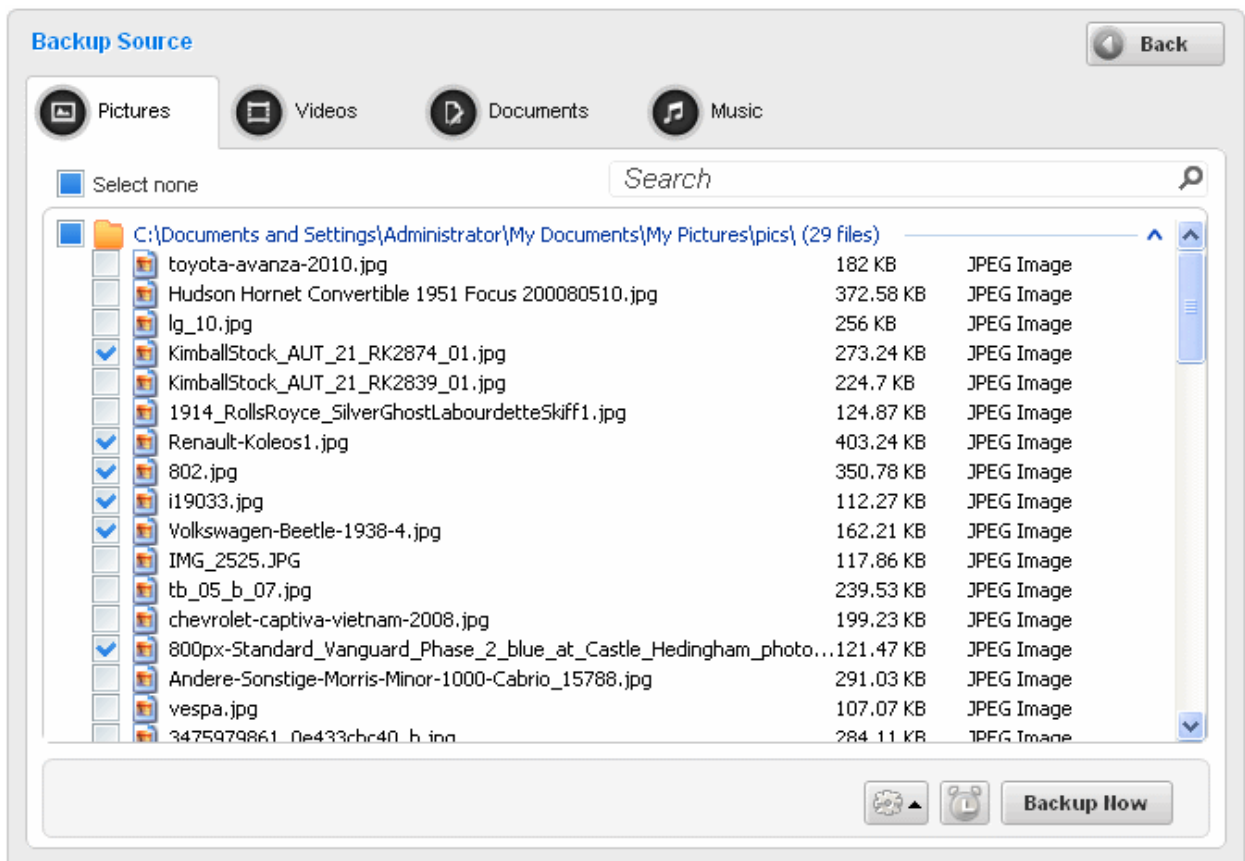 Backup Source
Back
Pictures Videos Documents Music
Select none Search
C:\Documents and Settings\Administrator\My Documents\My Pictures\pics\ (29 files)
toyota-avanza-2010.jpg 182 KB JPEG Image
Hudson Hornet Convertible 1951 Focus 200080510.jpg 372.58 KB JPEG Image
lg_10.jpg 256 KB JPEG Image
KimballStock_AUT_21_RK2874_01.jpg 273.24 KB JPEG Image
KimballStock_AUT_21_RK2839_01.jpg 224.7 KB JPEG Image
1914_RollsRoyce_SilverGhostLabourdetteSkiff1.jpg 124.87 KB JPEG Image
Renault-Koleos1.jpg 403.24 KB JPEG Image
802.jpg 350.78 KB JPEG Image
i19033.jpg 112.27 KB JPEG Image
Volkswagen-Beetle-1938-4.jpg 162.21 KB JPEG Image
IMG_2525.JPG 117.86 KB JPEG Image
tb_05_b_07.jpg 239.53 KB JPEG Image
chevrolet-captiva-vietnam-2008.jpg 199.23 KB JPEG Image
800px-Standard_Vanguard_Phase_2_blue_at_Castle_Hedingham_photo...121.47 KB JPEG Image
Andere-Sonstige-Morris-Minor-1000-Cabrio_15788.jpg 291.03 KB JPEG Image
vespa.jpg 107.07 KB JPEG Image
3475979861_0e433cbc40_b.jpg 284.11 KB JPEG Image
Backup Now